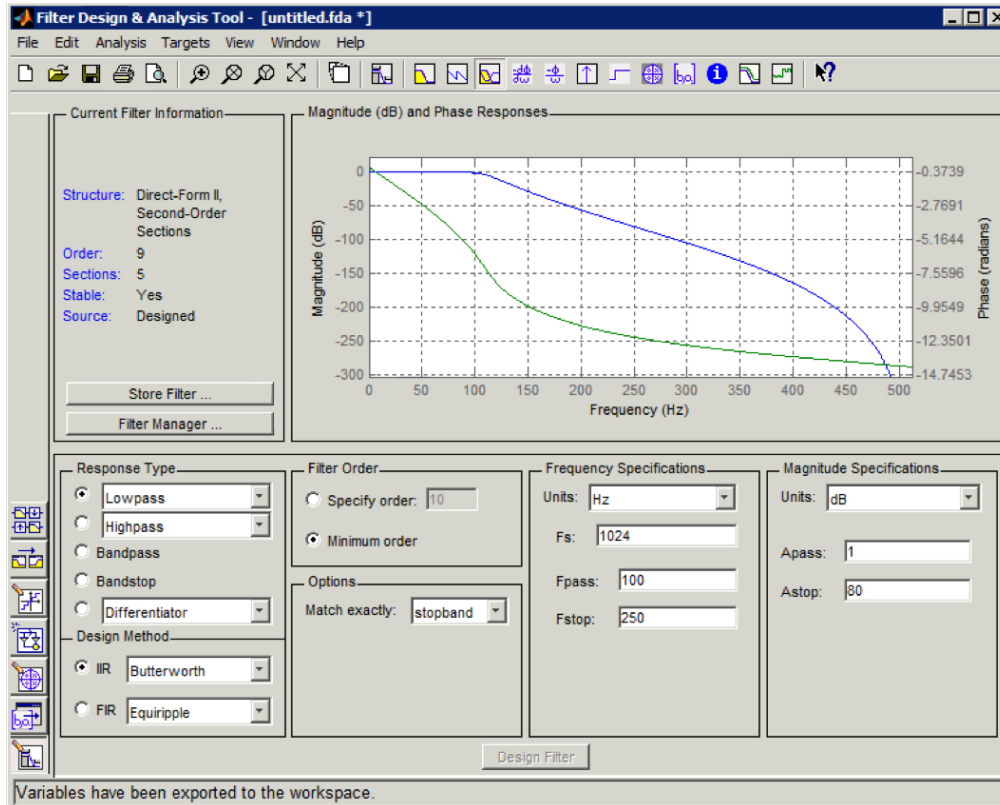 Filter Design & Analysis Tool - [untitled.fda *]
File Edit Analysis Targets View Window Help
Current Filter Information
Structure: Direct-Form II,
Second-Order
Sections
Order: 9
Sections: 5
Stable: Yes
Source: Designed
Store Filter ...
Filter Manager ...
Magnitude (dB) and Phase Responses
0
-50
-100
-150
-200
-250
-300
Magnitude (dB)
-0.3739
-2.7691
-5.1644
-7.5596
-9.9549
-12.3501
-14.7453
Phase (radians)
0 50 100 150 200 250 300 350 400 450 500
Frequency (Hz)
Response Type
Lowpass
Highpass
Bandpass
Bandstop
Differentiator
Design Method
IIR Butterworth
FIR Equiripple
Filter Order
Specify order: 10
Minimum order
Options
Match exactly: stopband
Frequency Specifications
Units: Hz
Fs: 1024
Fpass: 100
Fstop: 250
Magnitude Specifications
Units: dB
Apass: 1
Astop: 80
Design Filter
Variables have been exported to the workspace.